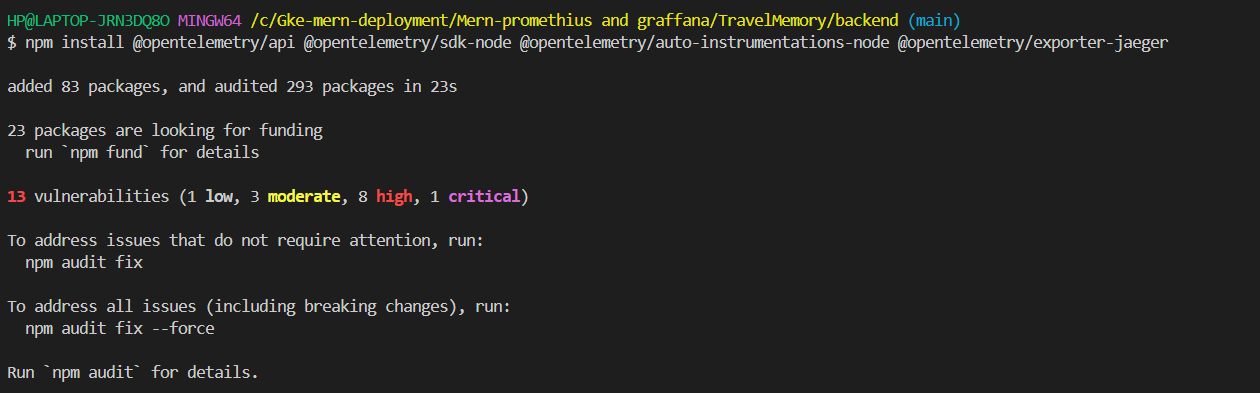 HP@LAPTOP-JRN3DQ8O MINGW64 /c/Gke-mern-deployment/Mern-promethius and graffana/TravelMemory/backend (main)
$ npm install @opentelemetry/api @opentelemetry/sdk-node @opentelemetry/auto-instrumentations-node @opentelemetry/exporter-jaeger
added 83 packages, and audited 293 packages in 23s
23 packages are looking for funding
run `npm fund` for details
13 vulnerabilities (1 low, 3 moderate, 8 high, 1 critical)
To address issues that do not require attention, run:
npm audit fix
To address all issues (including breaking changes), run:
npm audit fix --force
Run `npm audit` for details.